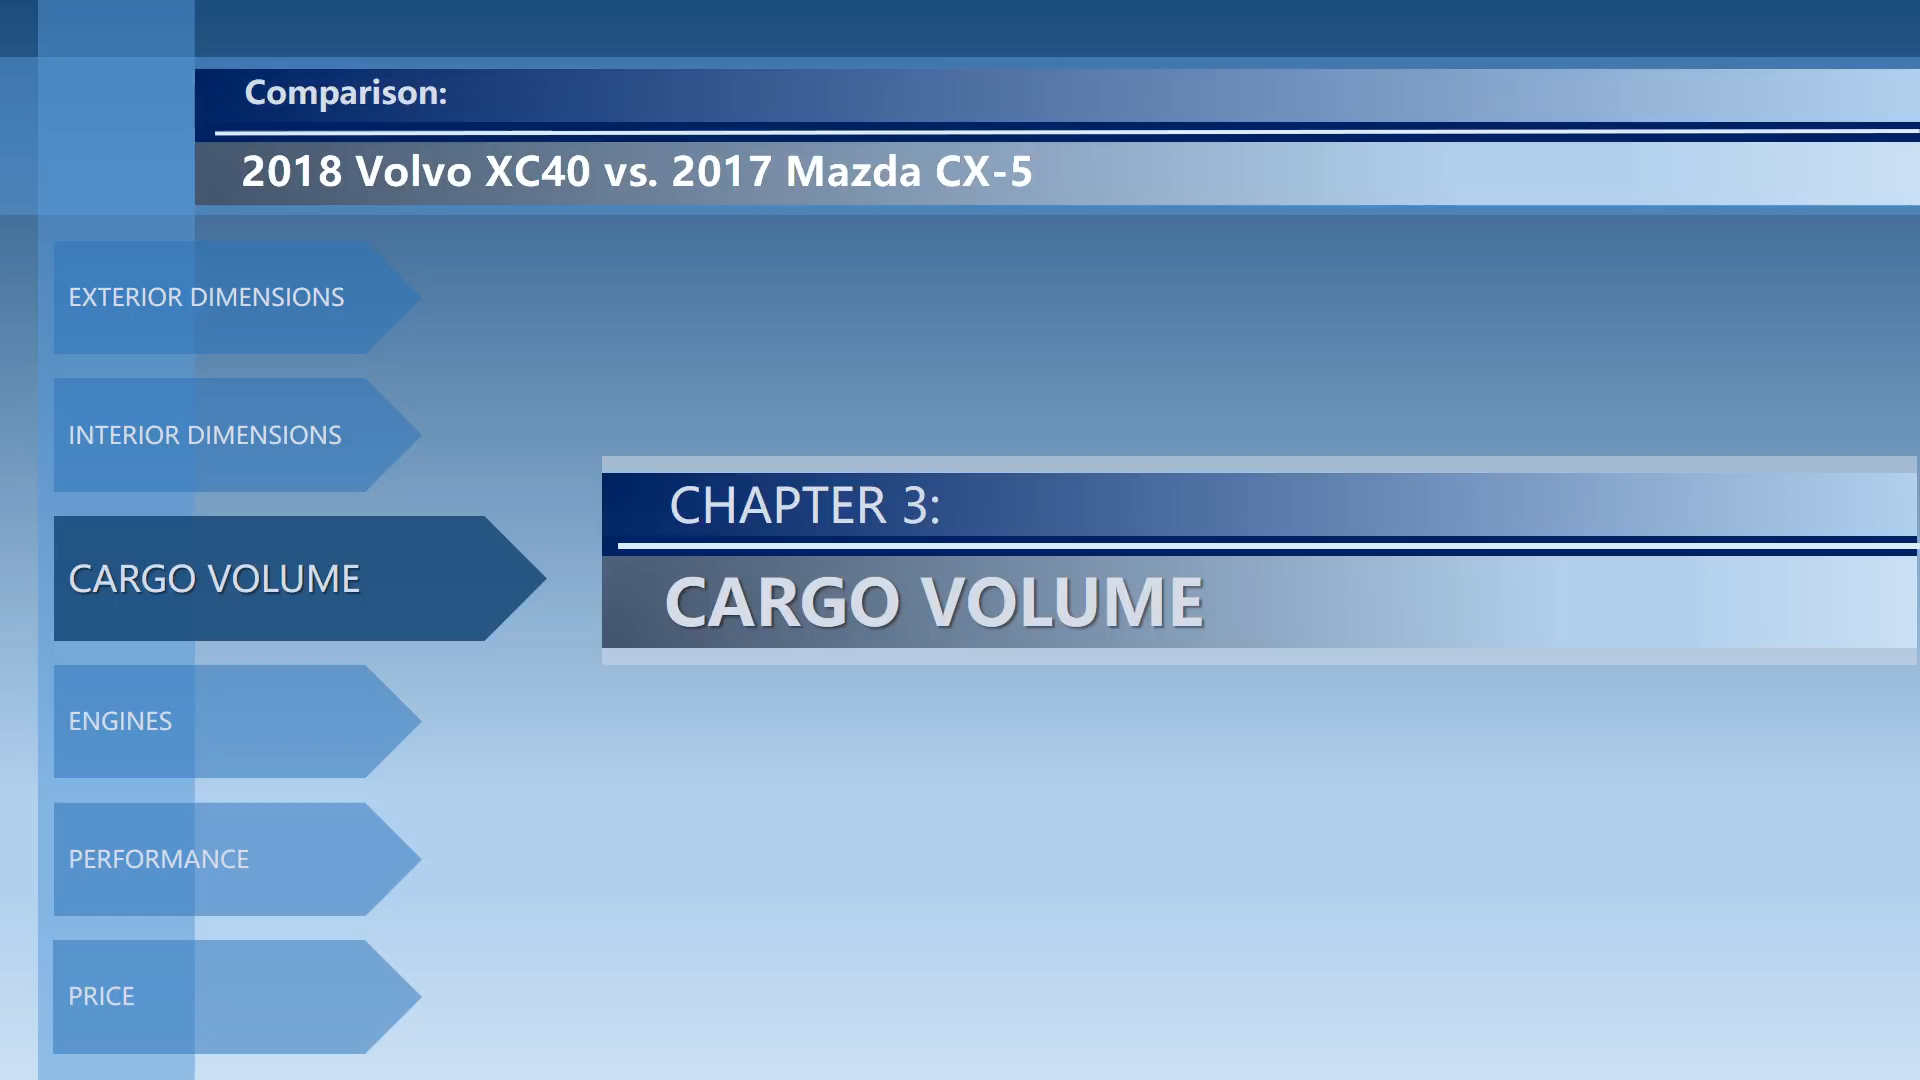 Comparison:
2018 Volvo XC40 vs. 2017 Mazda CX-5
EXTERIOR DIMENSIONS
INTERIOR DIMENSIONS
CARGO VOLUME
ENGINES
PERFORMANCE
PRICE
CHAPTER 3:
CARGO VOLUME